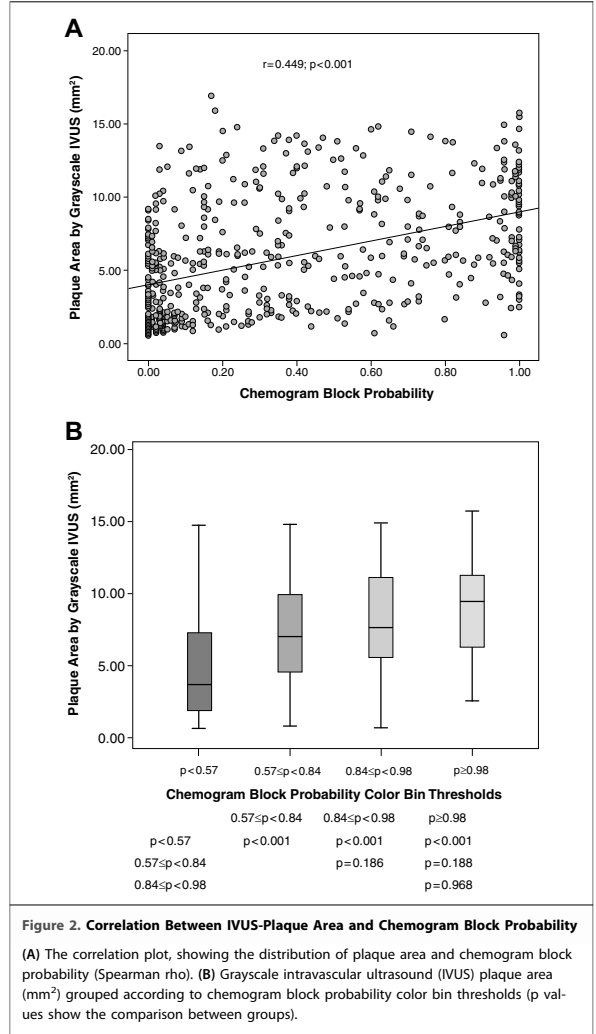 A
20.00
15.00
10.00
5.00
0.00
Plaque Area by Grayscale IVUS (mm²)
r=0.449; p<0.001
0.00 0.20 0.40 0.60 0.80 1.00
Chemogram Block Probability
B
20.00
15.00
10.00
5.00
0.00
Plaque Area by Grayscale IVUS (mm²)
p<0.57 0.57≤p<0.84 0.84≤p<0.98 p≥0.98
Chemogram Block Probability Color Bin Thresholds
0.57≤p<0.84 0.84≤p<0.98 p≥0.98
p<0.57 p<0.001 p<0.001 p<0.001
0.57≤p<0.84 p=0.186 p=0.188
0.84≤p<0.98 p=0.968
Figure 2. Correlation Between IVUS-Plaque Area and Chemogram Block Probability
(A) The correlation plot, showing the distribution of plaque area and chemogram block
probability (Spearman rho). (B) Grayscale intravascular ultrasound (IVUS) plaque area
(mm²) grouped according to chemogram block probability color bin thresholds (p val-
ues show the comparison between groups).